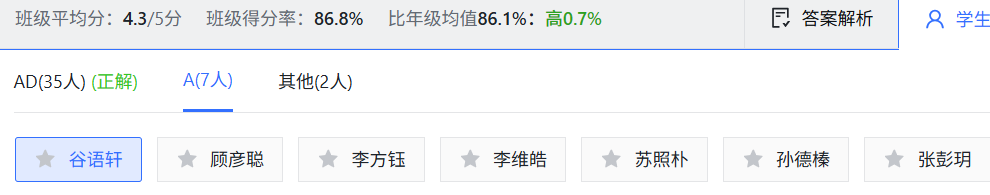 班级平均分：4.3/5分 班级得分率：86.8% 比年级均值86.1%：高0.7% 答案解析 学生
AD(35人) (正解) A(7人) 其他(2人)
谷语轩 顾彦聪 李方钰 李维皓 苏照朴 孙德榛 张彭玥